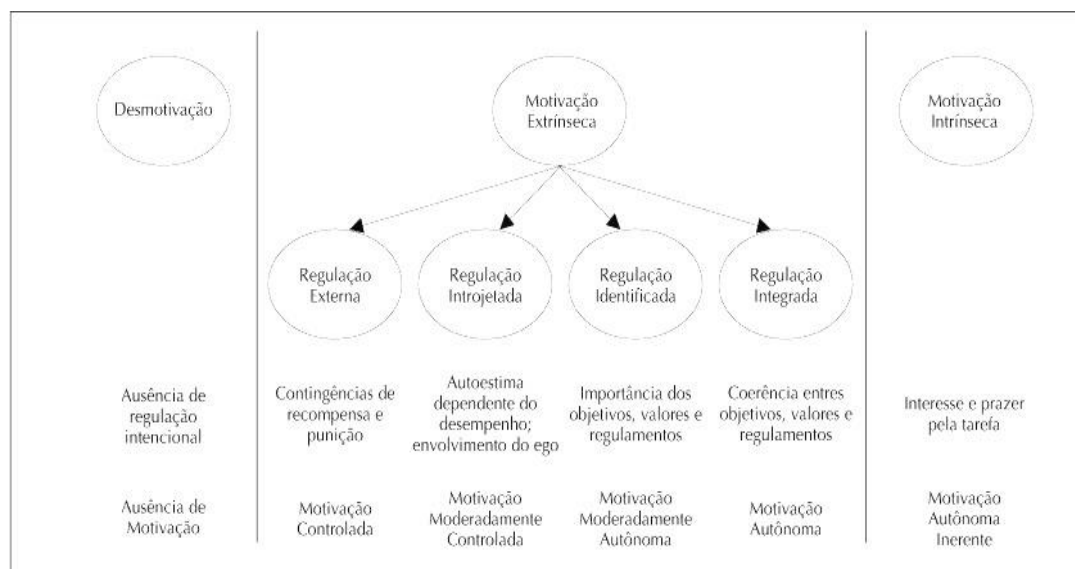 Desmotivação
Motivação
Extrínseca
Motivação
Intrínseca
Regulação
Externa
Regulação
Introjetada
Regulação
Identificada
Regulação
Integrada
Ausência de
regulação
intencional
Contingências de
recompensa e
punição
Autoestima
dependente do
desempenho;
envolvimento do ego
Importância dos
objetivos, valores e
regulamentos
Coerência entres
objetivos, valores e
regulamentos
Interesse e prazer
pela tarefa
Ausência de
Motivação
Motivação
Controlada
Motivação
Moderadamente
Controlada
Motivação
Moderadamente
Autônoma
Motivação
Autônoma
Motivação
Autônoma
Inerente